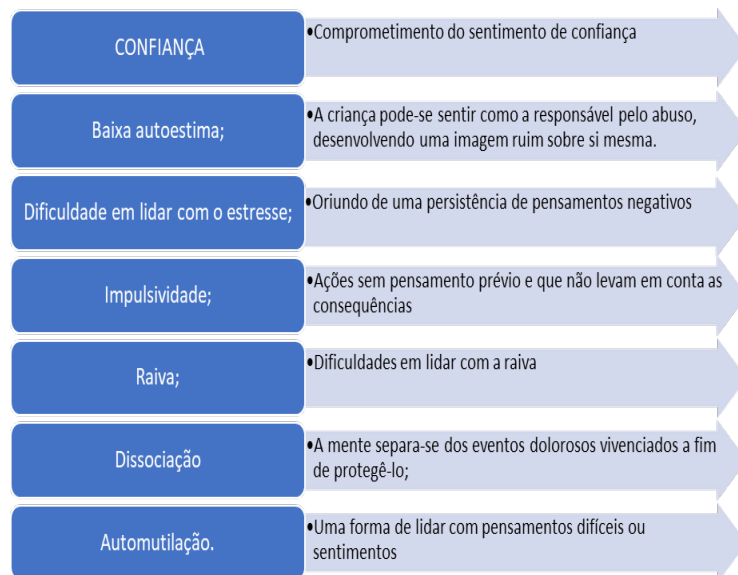 CONFIANÇA
•Comprometimento do sentimento de confiança
Baixa autoestima;
•A criança pode-se sentir como a responsável pelo abuso,
desenvolvendo uma imagem ruim sobre si mesma.
Dificuldade em lidar com o estresse;
•Oriundo de uma persistência de pensamentos negativos
Impulsividade;
•Ações sem pensamento prévio e que não levam em conta as
consequências
Raiva;
•Dificuldades em lidar com a raiva
Dissociação
•A mente separa-se dos eventos dolorosos vivenciados a fim
de protegê-lo;
Automutilação.
•Uma forma de lidar com pensamentos difíceis ou
sentimentos